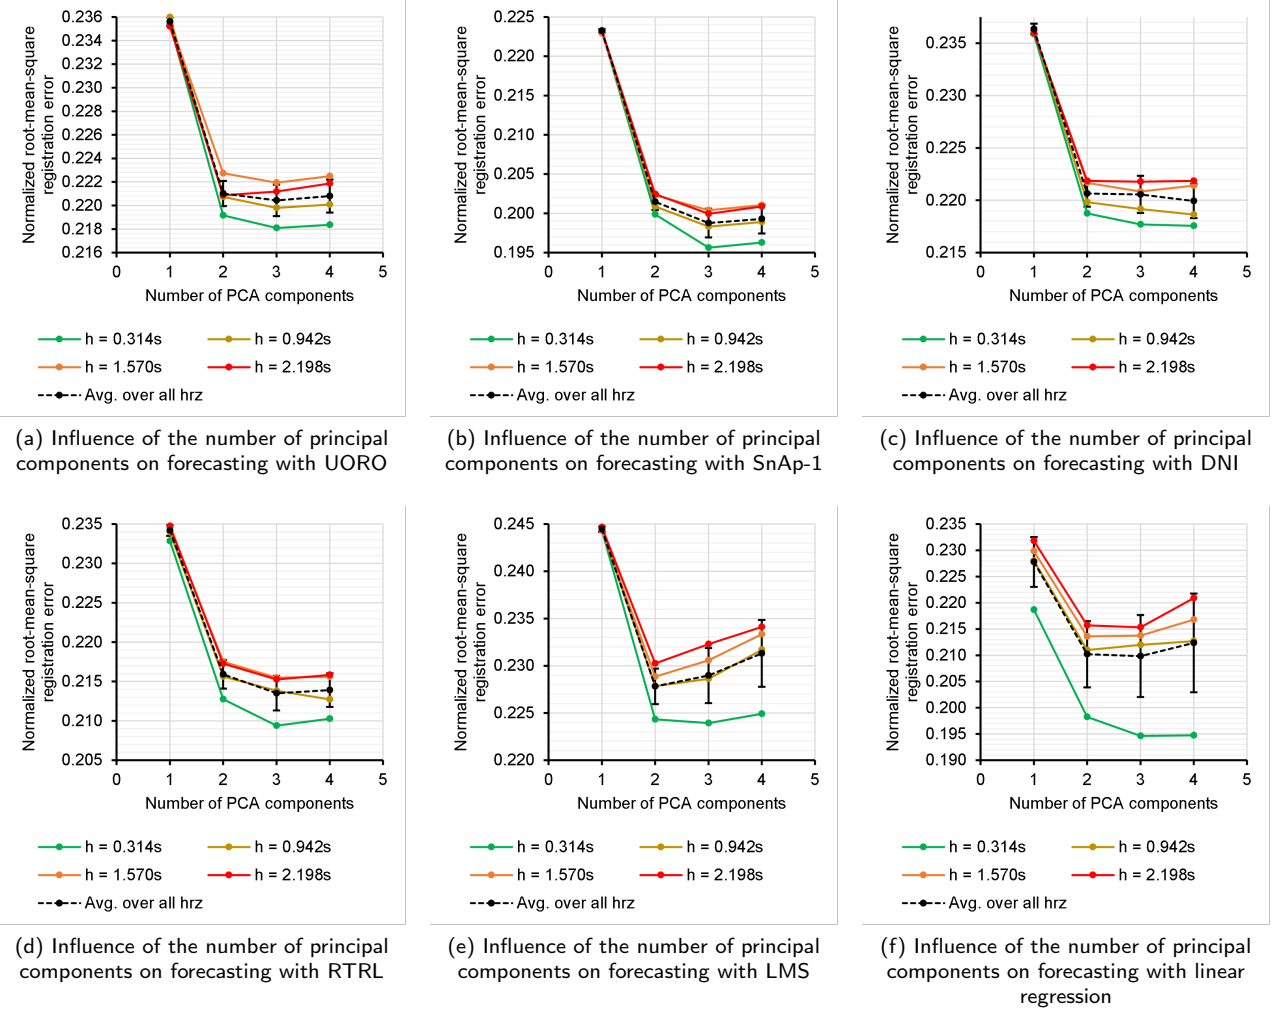 Normalized root-mean-square
registration error
0.236
0.234
0.232
0.230
0.228
0.226
0.224
0.222
0.220
0.218
0.216
0 1 2 3 4 5
Number of PCA components
h = 0.314s h = 0.942s
h = 1.570s h = 2.198s
Avg. over all hrz
(a) Influence of the number of principal
components on forecasting with UORO
Normalized root-mean-square
registration error
0.225
0.220
0.215
0.210
0.205
0.200
0.195
0 1 2 3 4 5
Number of PCA components
h = 0.314s h = 0.942s
h = 1.570s h = 2.198s
Avg. over all hrz
(b) Influence of the number of principal
components on forecasting with SnAp-1
Normalized root-mean-square
registration error
0.235
0.230
0.225
0.220
0.215
0 1 2 3 4 5
Number of PCA components
h = 0.314s h = 0.942s
h = 1.570s h = 2.198s
Avg. over all hrz
(c) Influence of the number of principal
components on forecasting with DNI
Normalized root-mean-square
registration error
0.235
0.230
0.225
0.220
0.215
0.210
0.205
0 1 2 3 4 5
Number of PCA components
h = 0.314s h = 0.942s
h = 1.570s h = 2.198s
Avg. over all hrz
(d) Influence of the number of principal
components on forecasting with RTRL
Normalized root-mean-square
registration error
0.245
0.240
0.235
0.230
0.225
0.220
0 1 2 3 4 5
Number of PCA components
h = 0.314s h = 0.942s
h = 1.570s h = 2.198s
Avg. over all hrz
(e) Influence of the number of principal
components on forecasting with LMS
Normalized root-mean-square
registration error
0.235
0.230
0.225
0.220
0.215
0.210
0.205
0.200
0.195
0.190
0 1 2 3 4 5
Number of PCA components
h = 0.314s h = 0.942s
h = 1.570s h = 2.198s
Avg. over all hrz
(f) Influence of the number of principal
components on forecasting with linear
regression